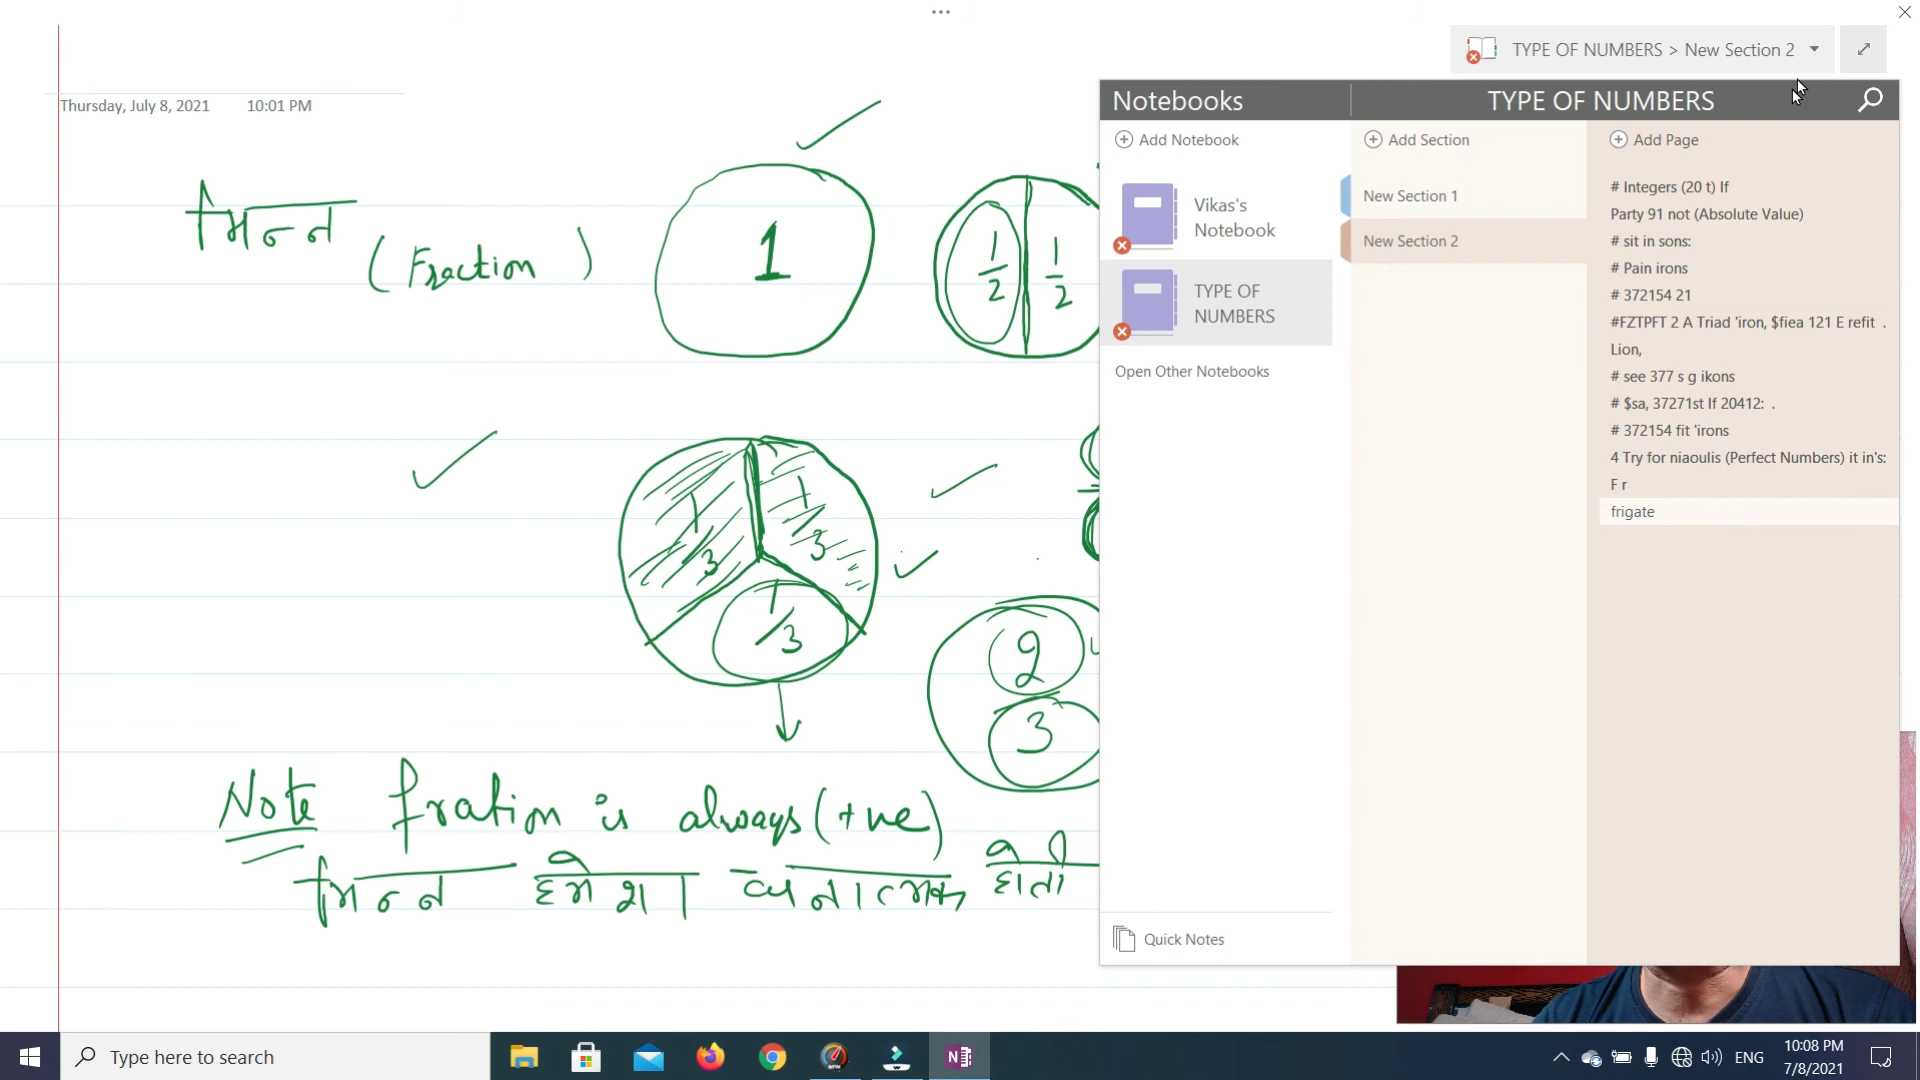 TYPE OF NUMBERS > New Section 2
Notebooks
TYPE OF NUMBERS
Thursday, July 8, 2021 10:01 PM
Add Notebook
Add Section
Add Page
Vikas's
Notebook
TYPE OF
NUMBERS
Open Other Notebooks
Quick Notes
New Section 1
New Section 2
# Integers (20 t) If
Party 91 not (Absolute Value)
# sit in sons:
# Pain irons
# 372154 21
#FZTPFT 2 A Triad 'iron, $fiea 121 E refit .
Lion,
# see 377 s g ikons
# $sa, 37271st If 20412: .
# 372154 fit 'irons
4 Try for niaoulis (Perfect Numbers) it in's:
F r
frigate
भिन्न
(Fraction )
1
1/2 1/2
1/3 1/3
1/3
2
3
Note fration is always (+ve)
भिन्न हमेशा धनात्मक होती
Type here to search
ENG
10:08 PM
7/8/2021